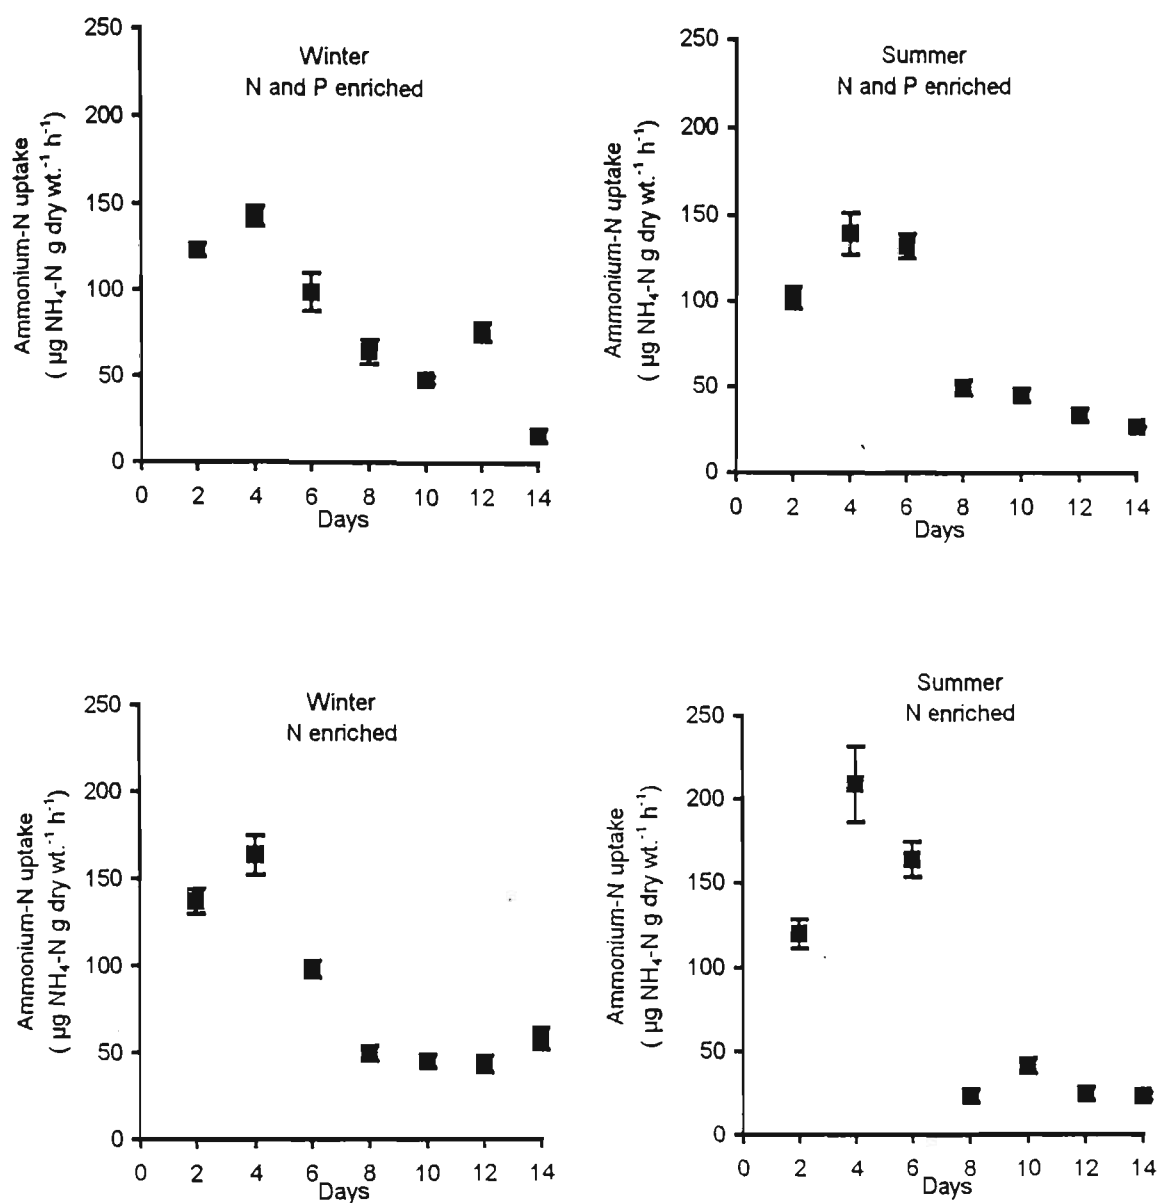 Winter
N and P enriched
Ammonium-N uptake
( µg NH₄-N g dry wt.⁻¹ h⁻¹)
250
200
150
100
50
0
0 2 4 6 8 10 12 14
Days
Summer
N and P enriched
Ammonium-N uptake
( µg NH₄-N g dry wt.⁻¹ h⁻¹)
250
200
150
100
50
0
0 2 4 6 8 10 12 14
Days
Winter
N enriched
Ammonium-N uptake
( µg NH₄-N g dry wt.⁻¹ h⁻¹)
250
200
150
100
50
0
0 2 4 6 8 10 12 14
Days
Summer
N enriched
Ammonium-N uptake
( µg NH₄-N g dry wt.⁻¹ h⁻¹)
250
200
150
100
50
0
0 2 4 6 8 10 12 14
Days